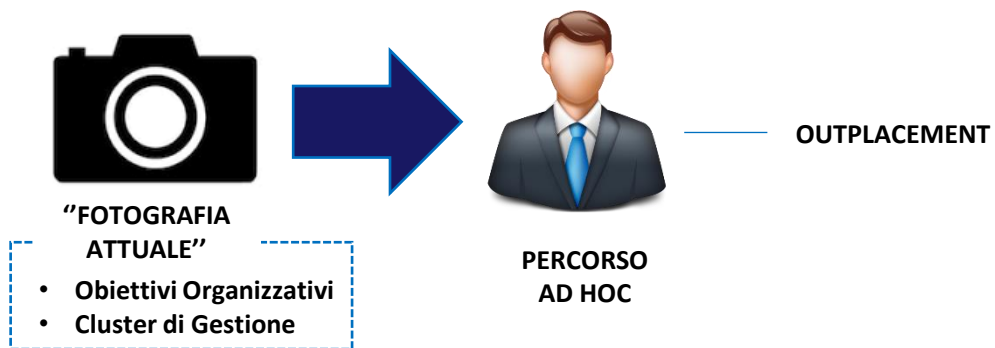 ‘’FOTOGRAFIA
ATTUALE’’
• Obiettivi Organizzativi
• Cluster di Gestione
PERCORSO
AD HOC
OUTPLACEMENT